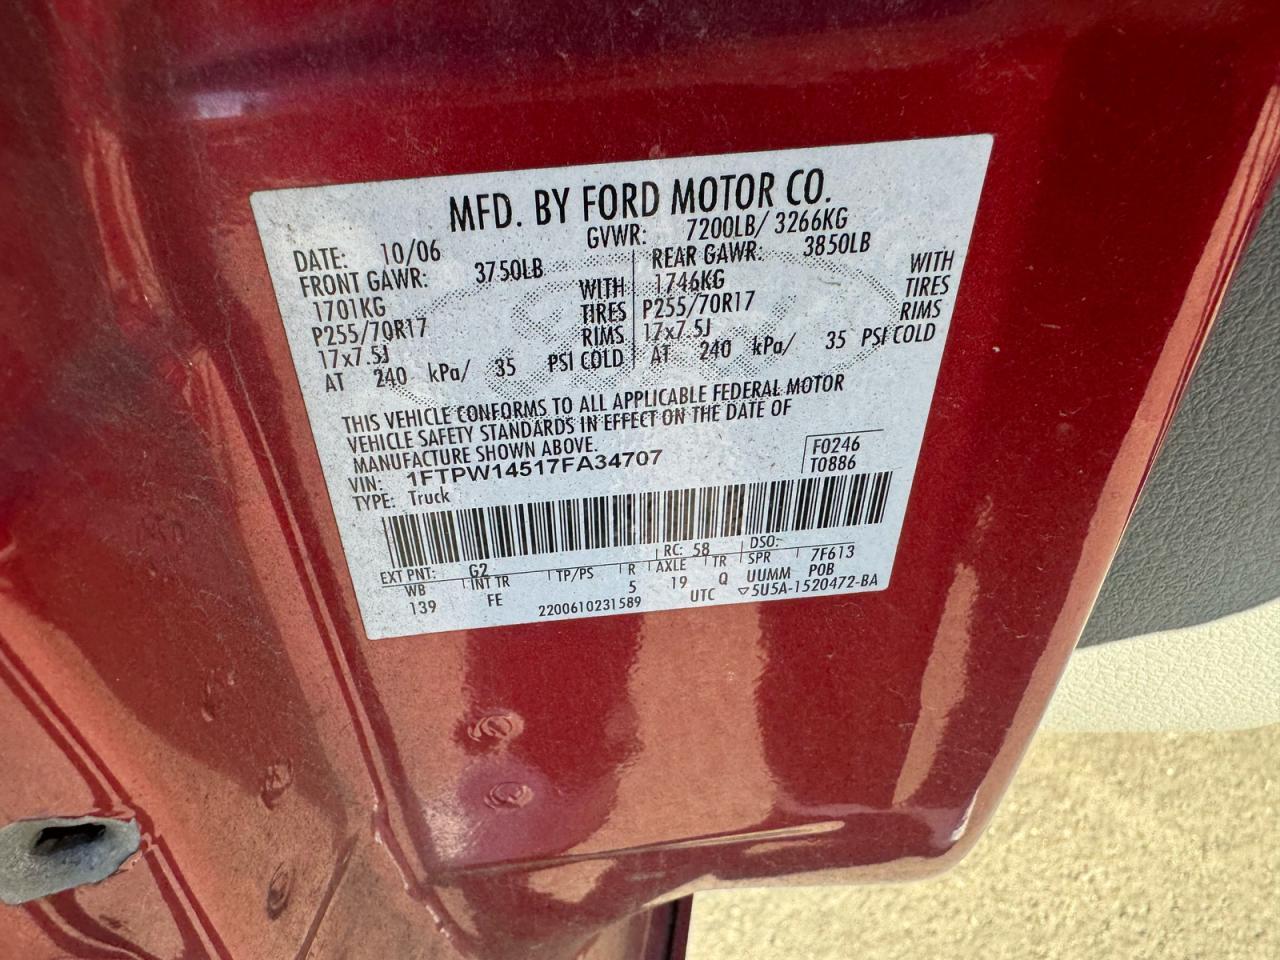 MFD. BY FORD MOTOR CO.
DATE: 10/06 GVWR: 7200LB/ 3266KG
FRONT GAWR: 3750LB REAR GAWR: 3850LB
1701KG WITH 1746KG WITH
P255/70R17 TIRES P255/70R17 TIRES
17x7.5J RIMS 17x7.5J RIMS
AT 240 kPa/ 35 PSI COLD AT 240 kPa/ 35 PSI COLD
THIS VEHICLE CONFORMS TO ALL APPLICABLE FEDERAL MOTOR
VEHICLE SAFETY STANDARDS IN EFFECT ON THE DATE OF
MANUFACTURE SHOWN ABOVE.
VIN: 1FTPW14517FA34707 F0246
TYPE: Truck T0886
EXT PNT: G2 RC: 58 DSO:
WB INT TR TP/PS R AXLE TR SPR 7F613
139 FE 5 19 Q UUMM POB
2200610231589 UTC ▽5U5A-1520472-BA